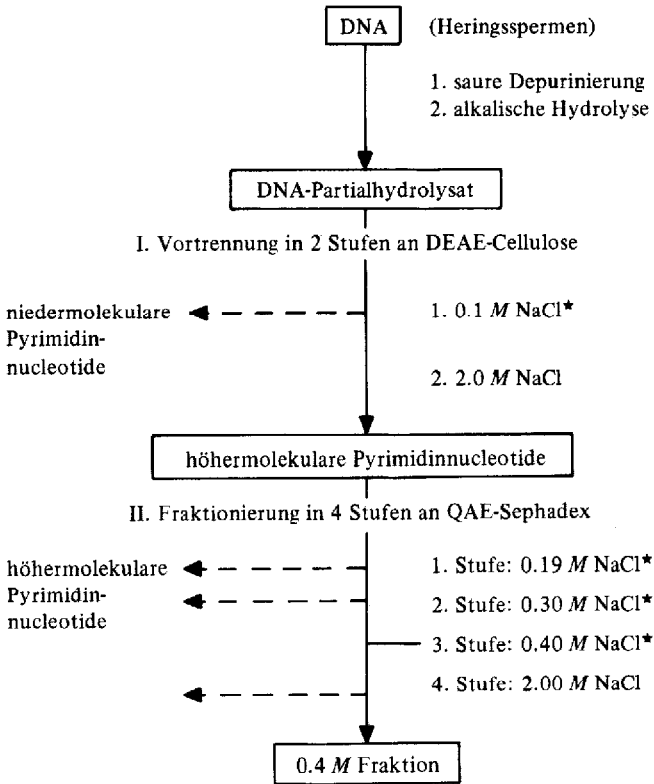 DNA (Heringsspermen)
1. saure Depurinierung
2. alkalische Hydrolyse
DNA-Partialhydrolysat
I. Vortrennung in 2 Stufen an DEAE-Cellulose
niedermolekulare
Pyrimidin-
nucleotide
1. 0.1 M NaCl★
2. 2.0 M NaCl
höhermolekulare Pyrimidinnucleotide
II. Fraktionierung in 4 Stufen an QAE-Sephadex
höhermolekulare
Pyrimidin-
nucleotide
1. Stufe: 0.19 M NaCl★
2. Stufe: 0.30 M NaCl★
3. Stufe: 0.40 M NaCl★
4. Stufe: 2.00 M NaCl
0.4 M Fraktion